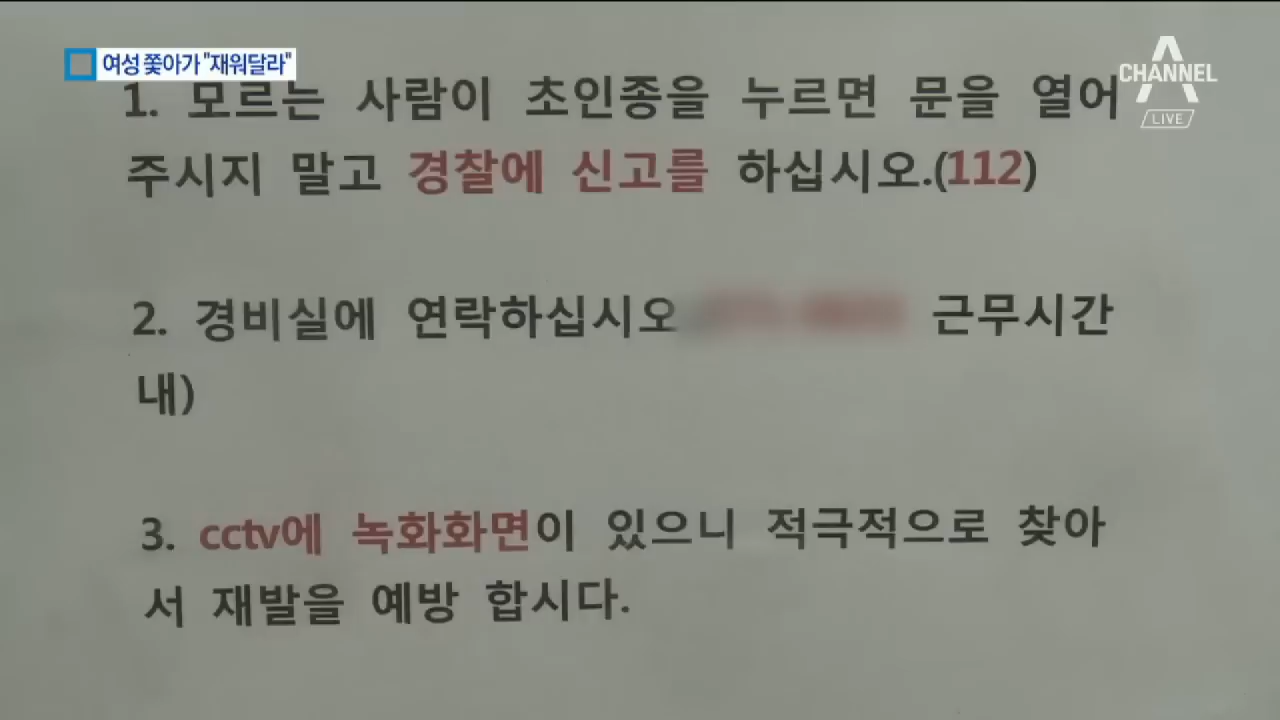 여성 쫓아가 "재워달라"
CHANNEL A
LIVE
1. 모르는 사람이 초인종을 누르면 문을 열어
주시지 말고 경찰에 신고를 하십시오.(112)
2. 경비실에 연락하십시오 근무시간
내)
3. cctv에 녹화화면이 있으니 적극적으로 찾아
서 재발을 예방 합시다.